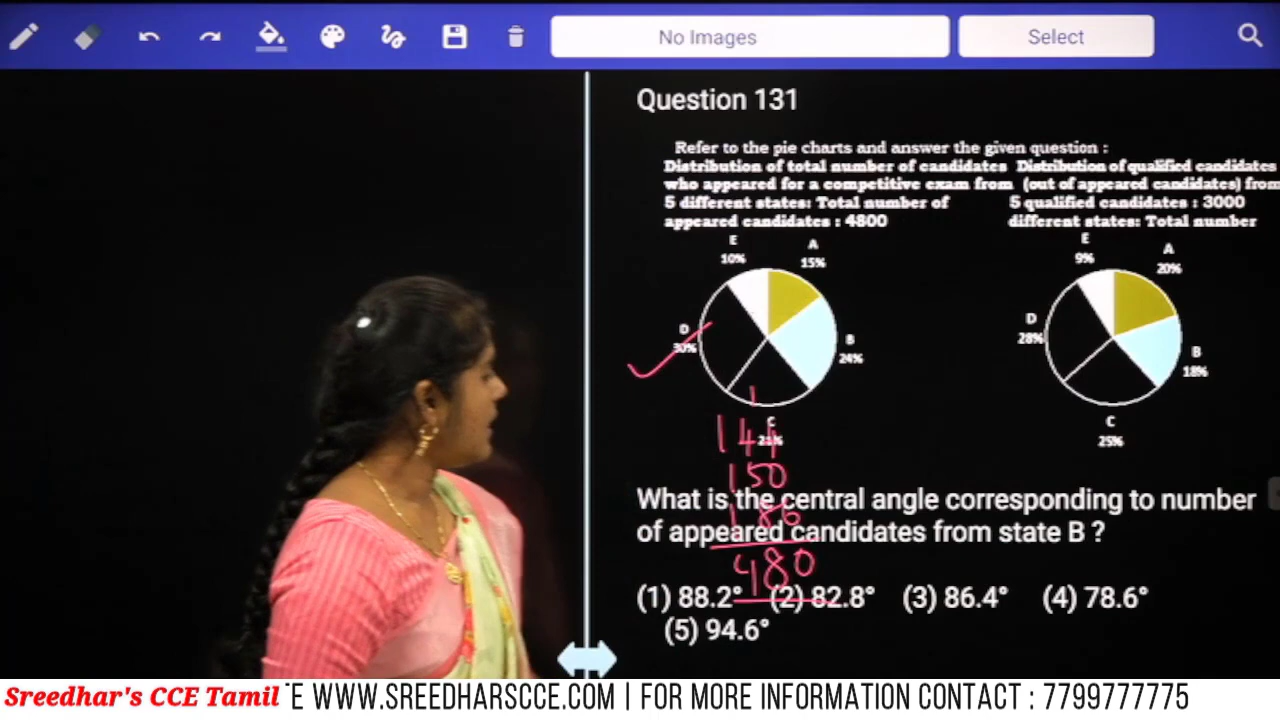 No Images
Select
Question 131
Refer to the pie charts and answer the given question :
Distribution of total number of candidates
who appeared for a competitive exam from
5 different states: Total number of
appeared candidates : 4800
Distribution of qualified candidates
(out of appeared candidates) from
5 qualified candidates : 3000
different states: Total number
E
10%
A
15%
D
30%
B
24%
C
21%
E
9%
A
20%
D
28%
B
18%
C
25%
1
144
150
186
480
What is the central angle corresponding to number
of appeared candidates from state B ?
(1) 88.2° (2) 82.8° (3) 86.4° (4) 78.6°
(5) 94.6°
Sreedhar's CCE Tamil
E WWW.SREEDHARSCCE.COM | FOR MORE INFORMATION CONTACT : 7799777775